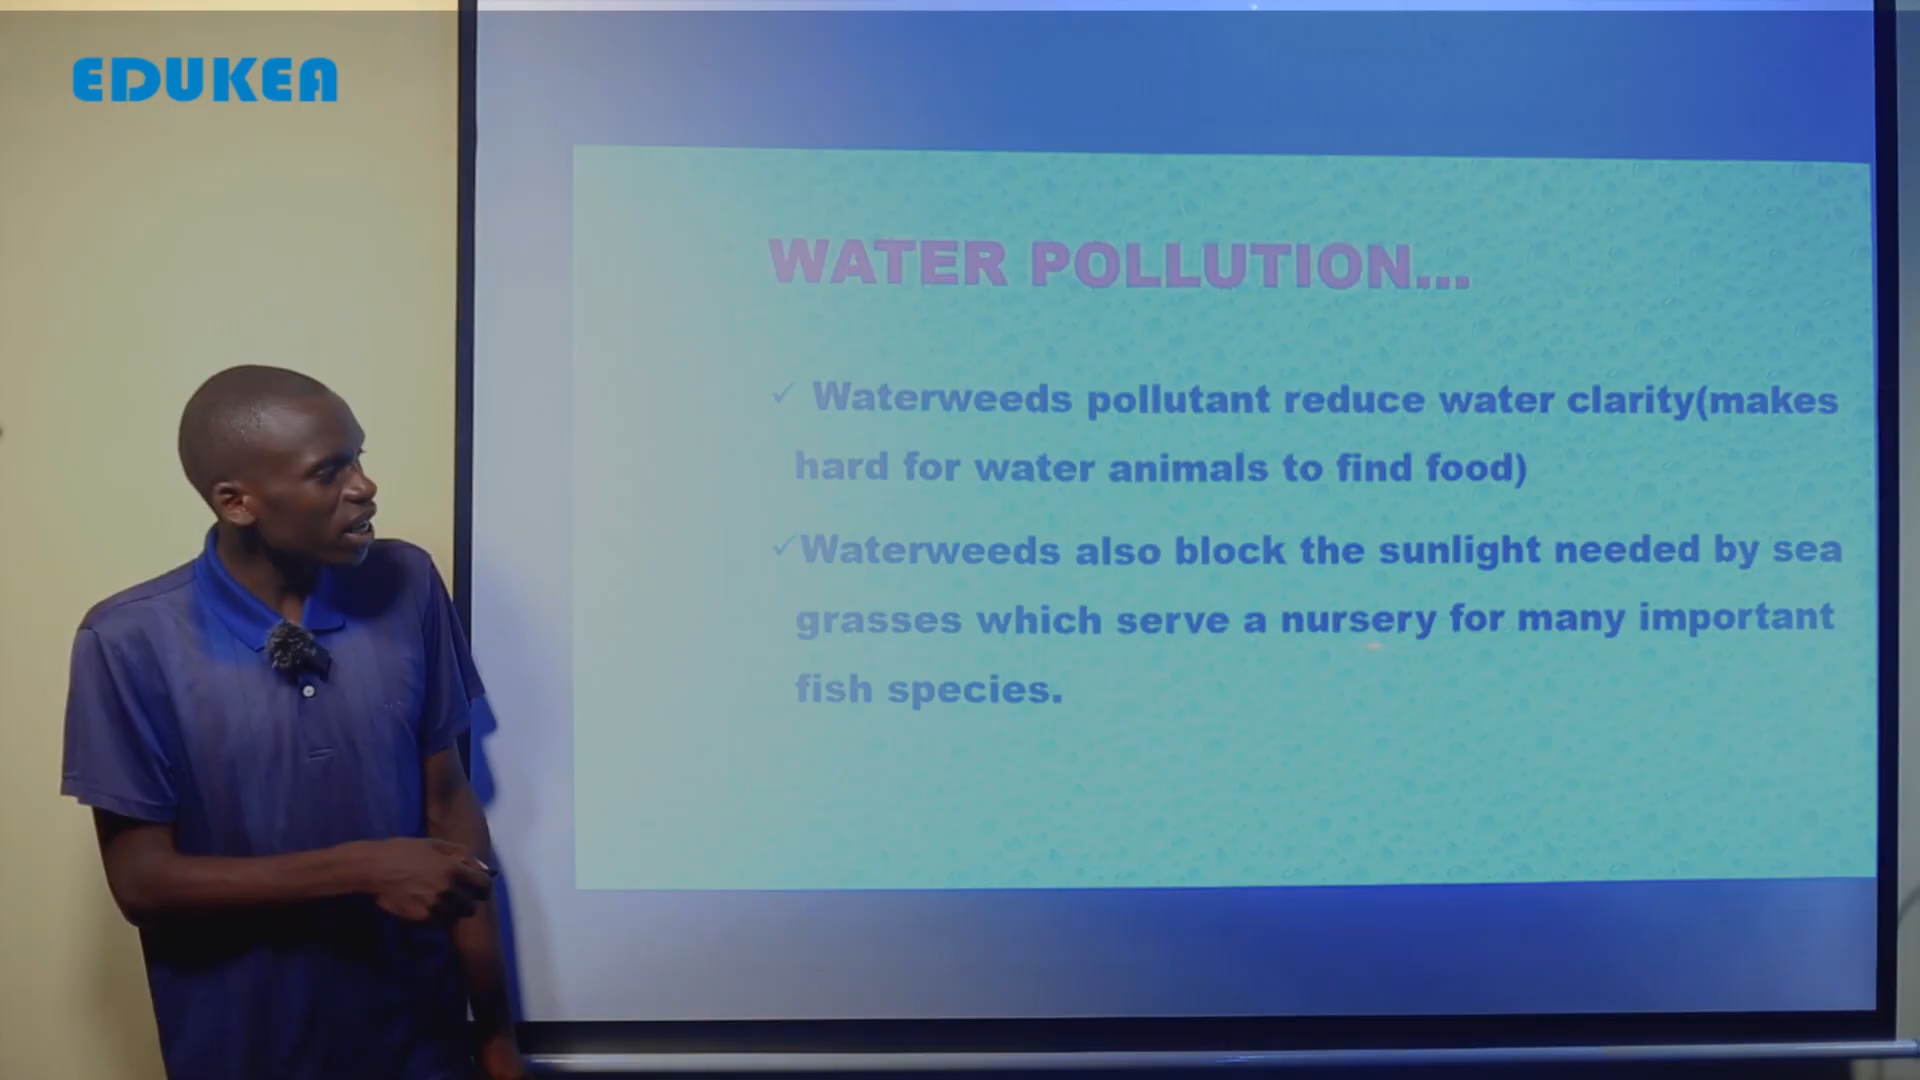 EDUKEA
WATER POLLUTION...
✓ Waterweeds pollutant reduce water clarity(makes
hard for water animals to find food)
✓Waterweeds also block the sunlight needed by sea
grasses which serve a nursery for many important
fish species.